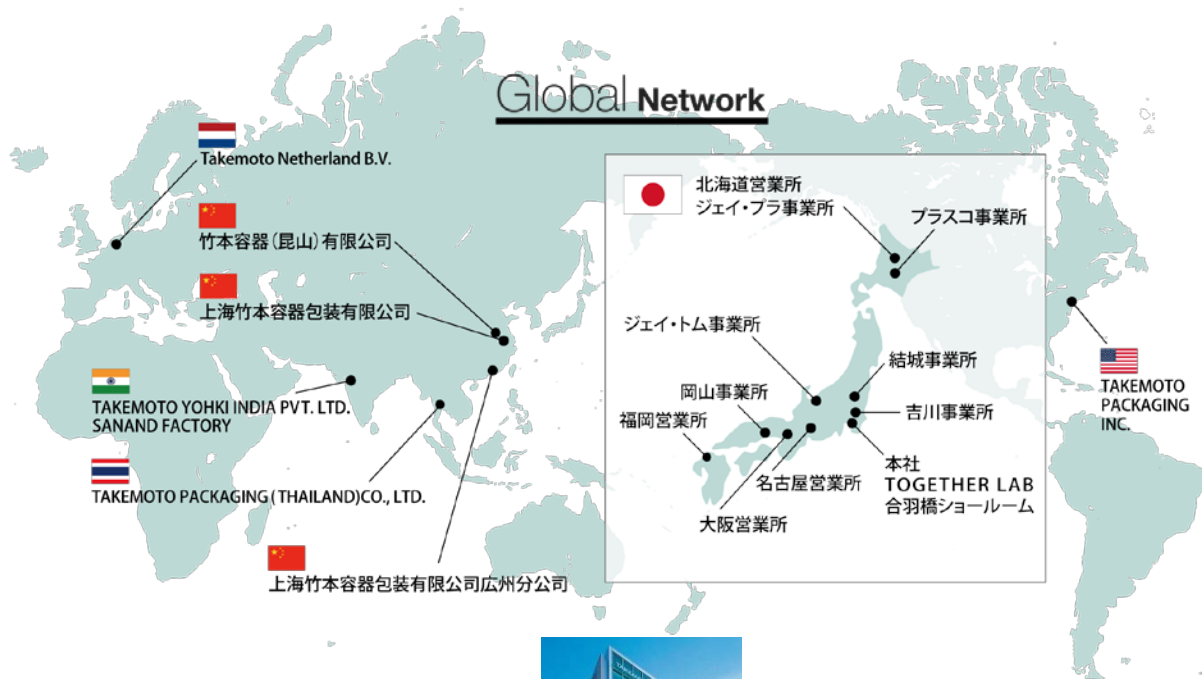 Global Network
Takemoto Netherland B.V.
竹本容器(昆山)有限公司
上海竹本容器包装有限公司
TAKEMOTO YOHKI INDIA PVT. LTD.
SANAND FACTORY
TAKEMOTO PACKAGING (THAILAND)CO., LTD.
上海竹本容器包装有限公司広州分公司
北海道営業所
ジェイ・プラ事業所
プラスコ事業所
ジェイ・トム事業所
結城事業所
岡山事業所
吉川事業所
福岡営業所
本社
TOGETHER LAB
合羽橋ショールーム
名古屋営業所
大阪営業所
TAKEMOTO
PACKAGING
INC.